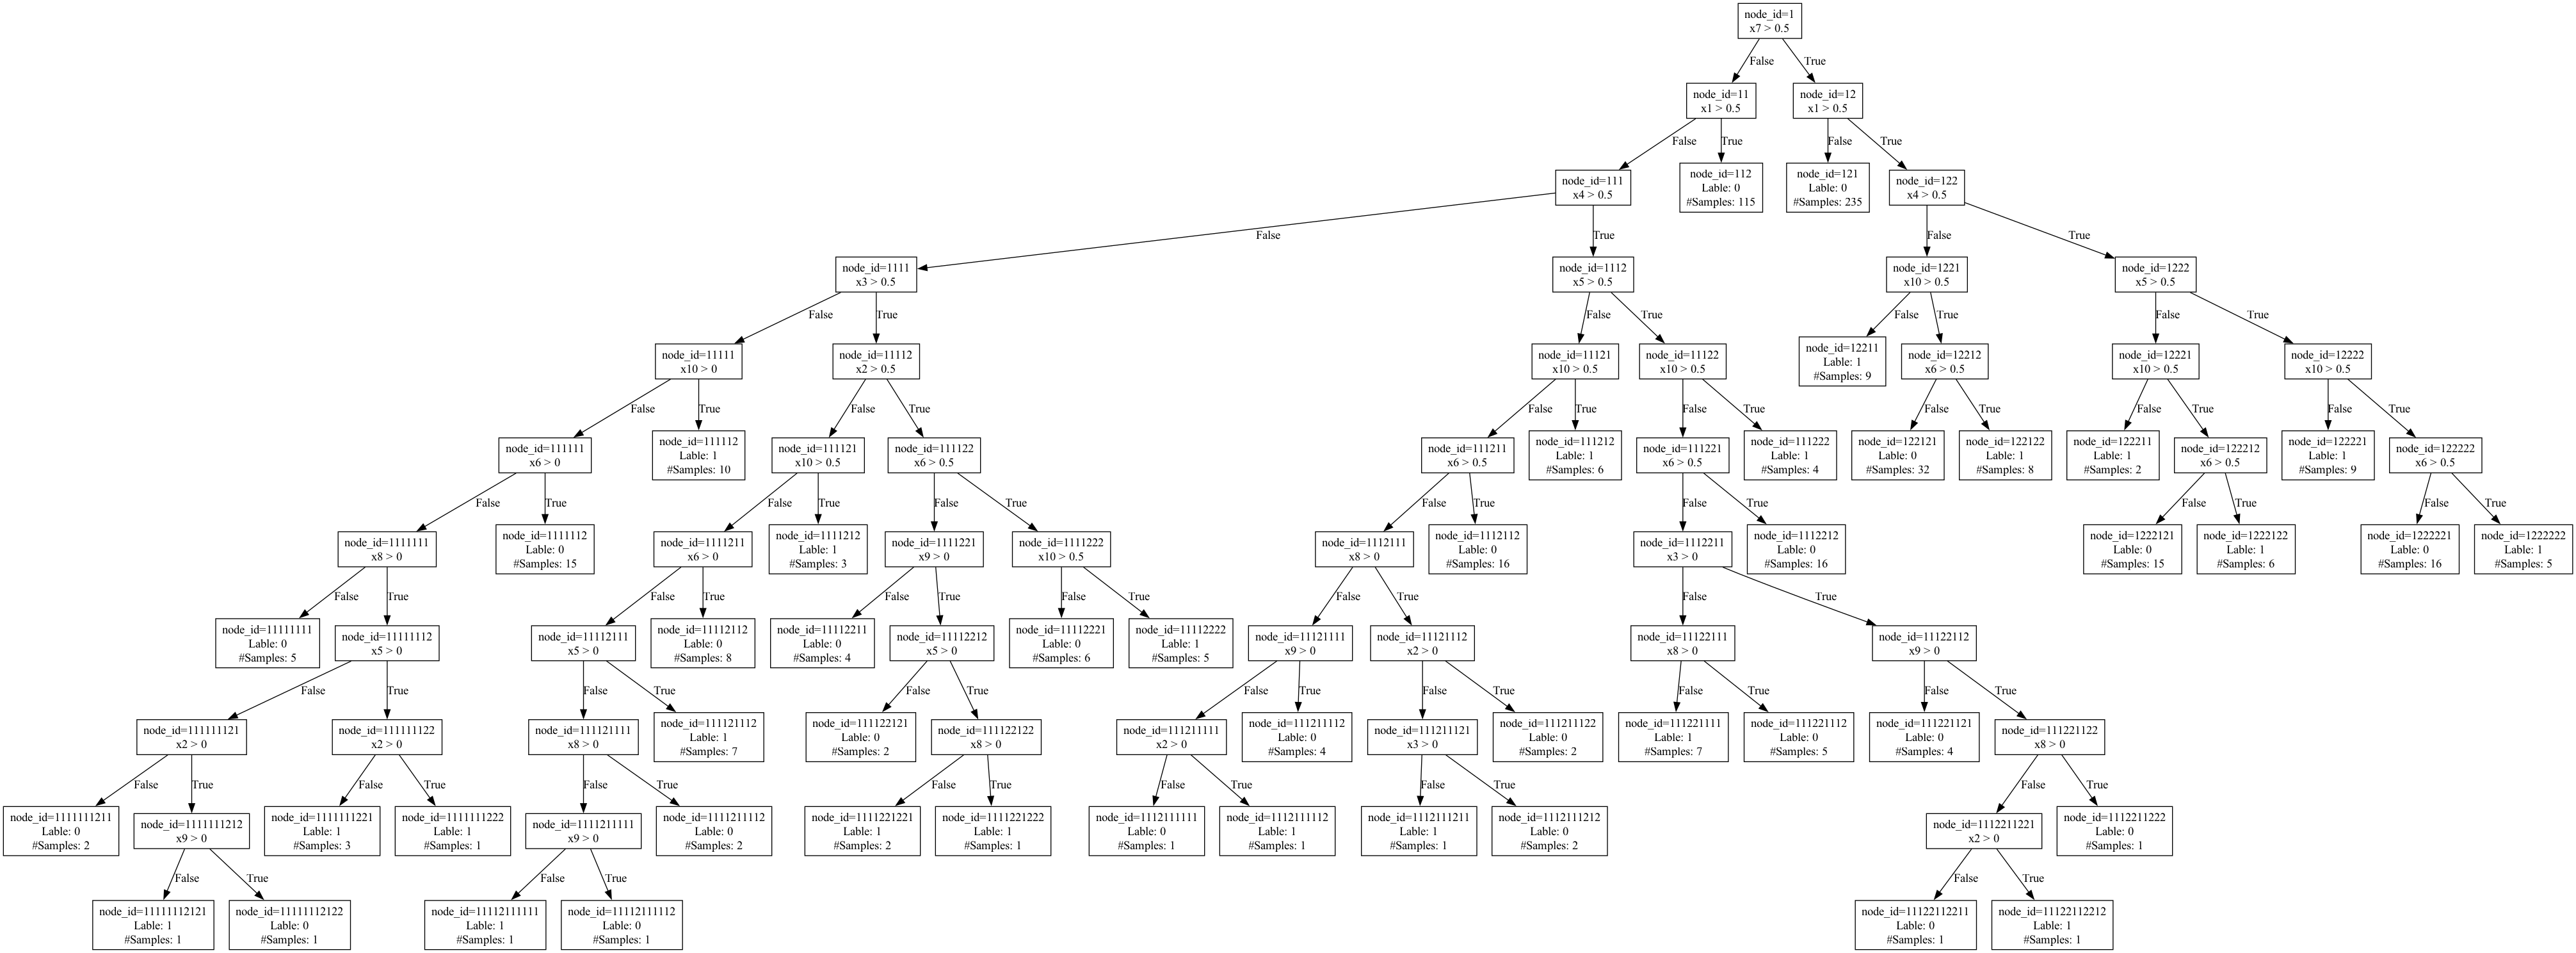 node_id=1
x7 > 0.5
False
True
node_id=11
x1 > 0.5
node_id=12
x1 > 0.5
False
True
False
True
node_id=111
x4 > 0.5
node_id=112
Lable: 0
#Samples: 115
node_id=121
Lable: 0
#Samples: 235
node_id=122
x4 > 0.5
False
True
False
True
node_id=1111
x3 > 0.5
node_id=1112
x5 > 0.5
node_id=1221
x10 > 0.5
node_id=1222
x5 > 0.5
False
True
False
True
False
True
False
True
node_id=11111
x10 > 0
node_id=11112
x2 > 0.5
node_id=11121
x10 > 0.5
node_id=11122
x10 > 0.5
node_id=12211
Lable: 1
#Samples: 9
node_id=12212
x6 > 0.5
node_id=12221
x10 > 0.5
node_id=12222
x10 > 0.5
False
True
False
True
False
True
False
True
False
True
False
True
False
True
node_id=111111
x6 > 0
node_id=111112
Lable: 1
#Samples: 10
node_id=111121
x10 > 0.5
node_id=111122
x6 > 0.5
node_id=111211
x6 > 0.5
node_id=111212
Lable: 1
#Samples: 6
node_id=111221
x6 > 0.5
node_id=111222
Lable: 1
#Samples: 4
node_id=122121
Lable: 0
#Samples: 32
node_id=122122
Lable: 1
#Samples: 8
node_id=122211
Lable: 1
#Samples: 2
node_id=122212
x6 > 0.5
node_id=122221
Lable: 1
#Samples: 9
node_id=122222
x6 > 0.5
False
True
False
True
False
True
False
True
False
True
False
True
False
True
node_id=1111111
x8 > 0
node_id=1111112
Lable: 0
#Samples: 15
node_id=1111211
x6 > 0
node_id=1111212
Lable: 1
#Samples: 3
node_id=1111221
x9 > 0
node_id=1111222
x10 > 0.5
node_id=1112111
x8 > 0
node_id=1112112
Lable: 0
#Samples: 16
node_id=1112211
x3 > 0
node_id=1112212
Lable: 0
#Samples: 16
node_id=1222121
Lable: 0
#Samples: 15
node_id=1222122
Lable: 1
#Samples: 6
node_id=1222221
Lable: 0
#Samples: 16
node_id=1222222
Lable: 1
#Samples: 5
False
True
False
True
False
True
False
True
False
True
False
True
node_id=11111111
Lable: 0
#Samples: 5
node_id=11111112
x5 > 0
node_id=11112111
x5 > 0
node_id=11112112
Lable: 0
#Samples: 8
node_id=11112211
Lable: 0
#Samples: 4
node_id=11112212
x5 > 0
node_id=11112221
Lable: 0
#Samples: 6
node_id=11112222
Lable: 1
#Samples: 5
node_id=11121111
x9 > 0
node_id=11121112
x2 > 0
node_id=11122111
x8 > 0
node_id=11122112
x9 > 0
False
True
False
True
False
True
False
True
False
True
False
True
False
True
node_id=111111121
x2 > 0
node_id=111111122
x2 > 0
node_id=111121111
x8 > 0
node_id=111121112
Lable: 1
#Samples: 7
node_id=111122121
Lable: 0
#Samples: 2
node_id=111122122
x8 > 0
node_id=111211111
x2 > 0
node_id=111211112
Lable: 0
#Samples: 4
node_id=111211121
x3 > 0
node_id=111211122
Lable: 0
#Samples: 2
node_id=111221111
Lable: 1
#Samples: 7
node_id=111221112
Lable: 0
#Samples: 5
node_id=111221121
Lable: 0
#Samples: 4
node_id=111221122
x8 > 0
False
True
False
True
False
True
False
True
False
True
False
True
False
True
node_id=1111111211
Lable: 0
#Samples: 2
node_id=1111111212
x9 > 0
node_id=1111111221
Lable: 1
#Samples: 3
node_id=1111111222
Lable: 1
#Samples: 1
node_id=1111211111
x9 > 0
node_id=1111211112
Lable: 0
#Samples: 2
node_id=1111221221
Lable: 1
#Samples: 2
node_id=1111221222
Lable: 1
#Samples: 1
node_id=1112111111
Lable: 0
#Samples: 1
node_id=1112111112
Lable: 1
#Samples: 1
node_id=1112111211
Lable: 1
#Samples: 1
node_id=1112111212
Lable: 0
#Samples: 2
node_id=1112211221
x2 > 0
node_id=1112211222
Lable: 0
#Samples: 1
False
True
False
True
False
True
node_id=11111112121
Lable: 1
#Samples: 1
node_id=11111112122
Lable: 0
#Samples: 1
node_id=11112111111
Lable: 1
#Samples: 1
node_id=11112111112
Lable: 0
#Samples: 1
node_id=11122112211
Lable: 0
#Samples: 1
node_id=11122112212
Lable: 1
#Samples: 1